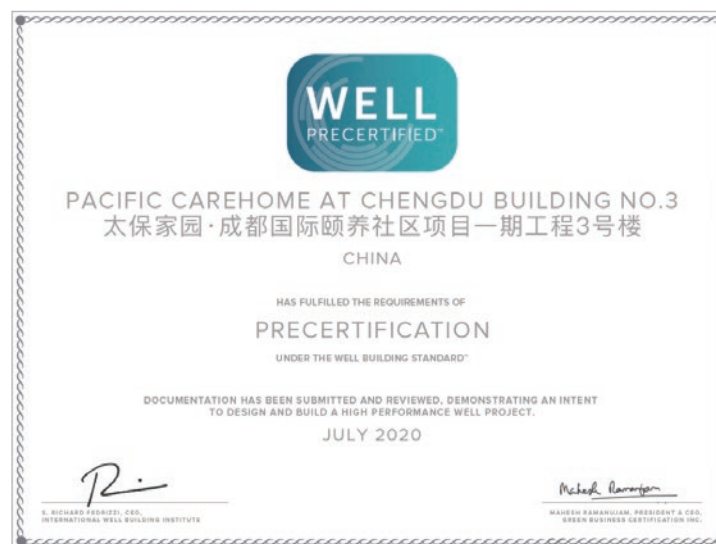 WELL
PRECERTIFIED™
PACIFIC CAREHOME AT CHENGDU BUILDING NO.3
太保家园·成都国际颐养社区项目一期工程3号楼
CHINA
HAS FULFILLED THE REQUIREMENTS OF
PRECERTIFICATION
UNDER THE WELL BUILDING STANDARD™
DOCUMENTATION HAS BEEN SUBMITTED AND REVIEWED, DEMONSTRATING AN INTENT
TO DESIGN AND BUILD A HIGH PERFORMANCE WELL PROJECT.
JULY 2020
Mahesh Ramanujam
S. RICHARD FEDRIZZI, CEO,
INTERNATIONAL WELL BUILDING INSTITUTE
MAHESH RAMANUJAM, PRESIDENT & CEO,
GREEN BUSINESS CERTIFICATION INC.